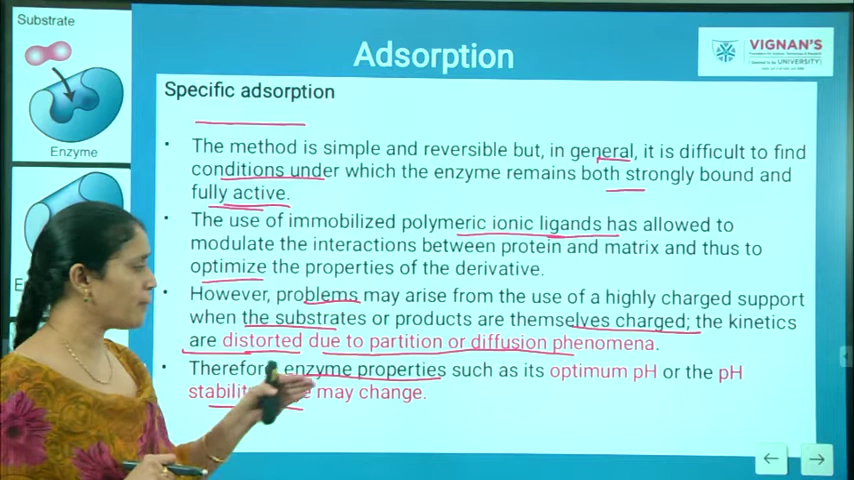 Substrate
Enzyme
Adsorption
VIGNAN'S
UNIVERSITY
Specific adsorption
• The method is simple and reversible but, in general, it is difficult to find
conditions under which the enzyme remains both strongly bound and
fully active.
• The use of immobilized polymeric ionic ligands has allowed to
modulate the interactions between protein and matrix and thus to
optimize the properties of the derivative.
• However, problems may arise from the use of a highly charged support
when the substrates or products are themselves charged; the kinetics
are distorted due to partition or diffusion phenomena.
• enzyme properties such as its optimum pH or the pH
may change.